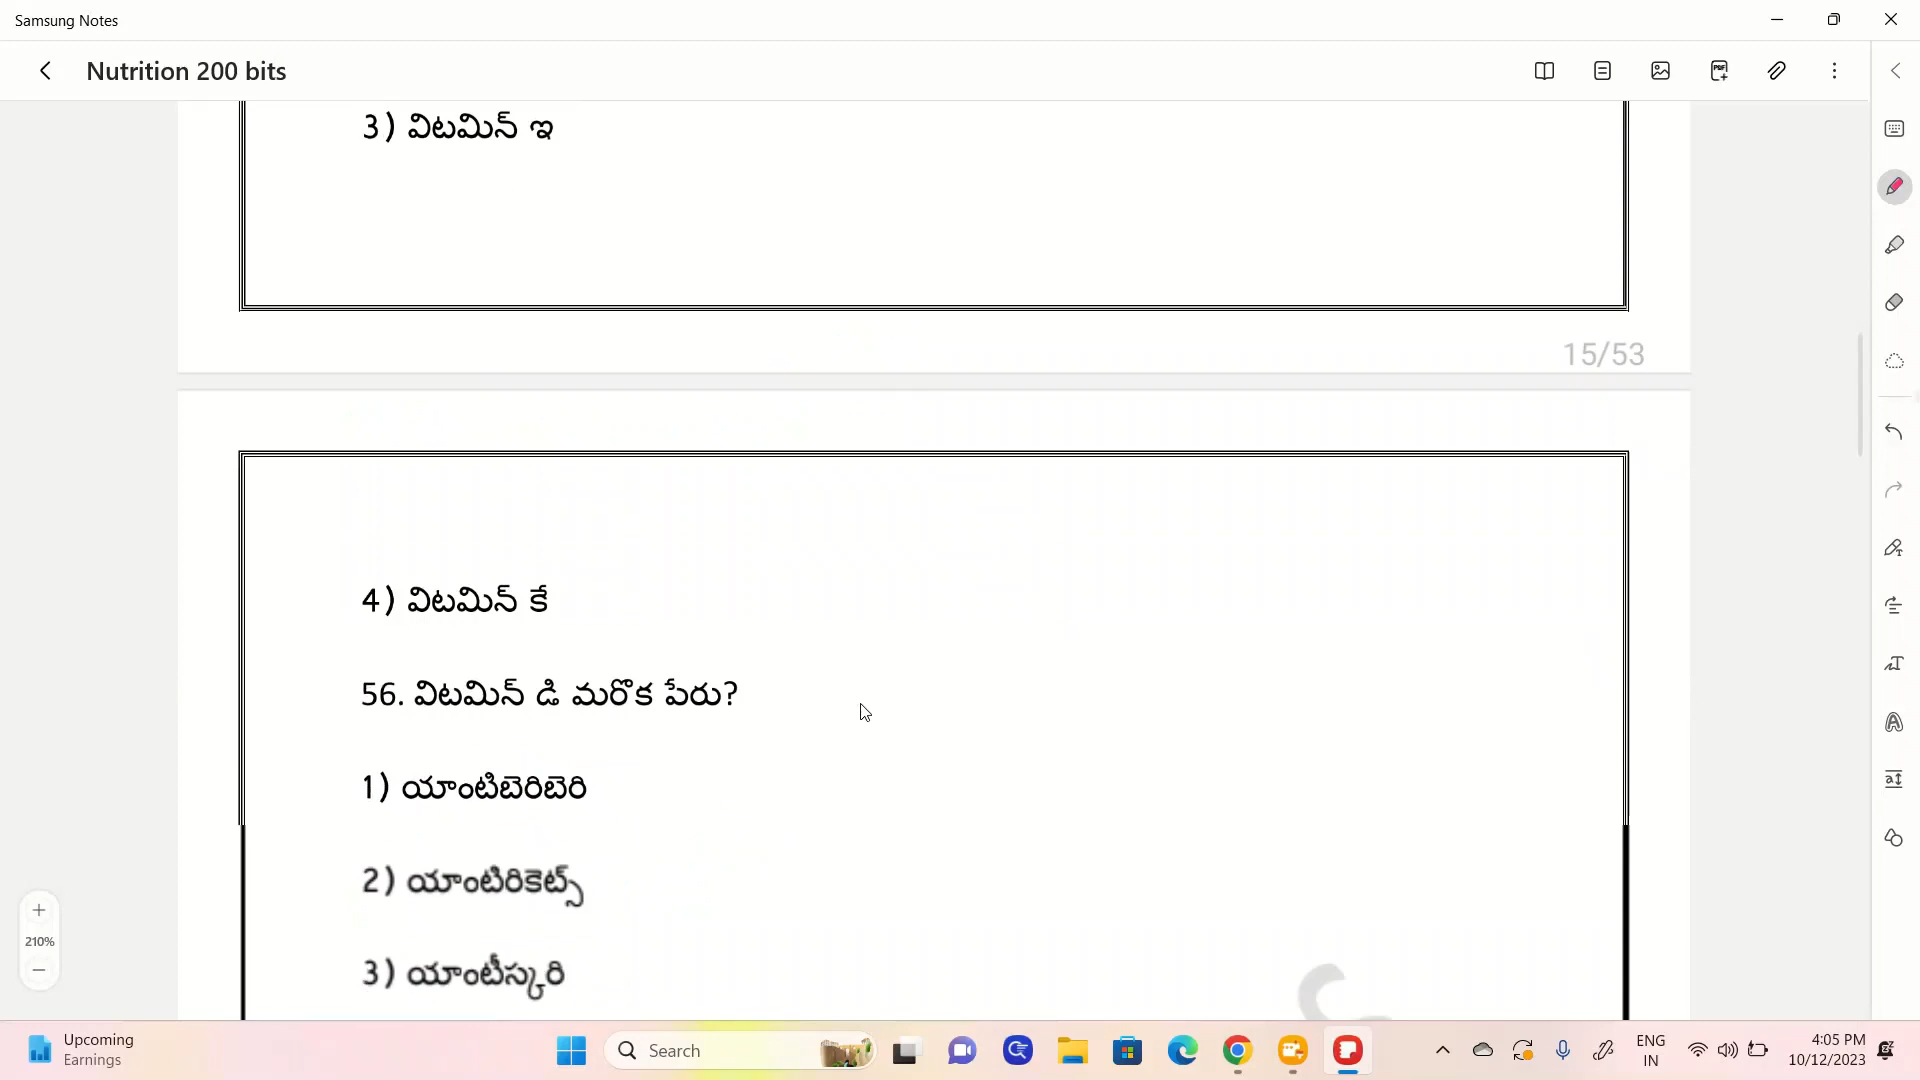 Samsung Notes
Nutrition 200 bits
3) విటమిన్ ఇ
15/53
4) విటమిన్ కే
56. విటమిన్ డి మరొక పేరు?
1) యాంటిబెరిబెరి
2) యాంటిరికెట్స్
3) యాంటీస్కరి
210%
Upcoming
Earnings
Search
ENG
IN
4:05 PM
10/12/2023